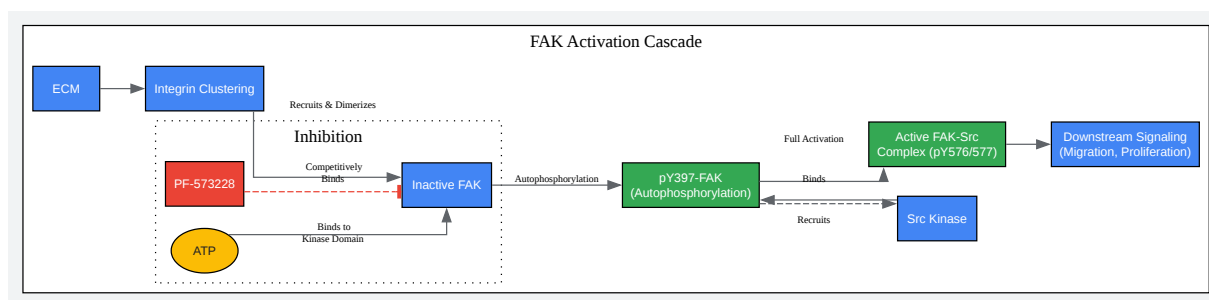 FAK Activation Cascade
ECM
Integrin Clustering
Recruits & Dimerizes
Inhibition
PF-573228
Competitively
Binds
Inactive FAK
ATP
Binds to
Kinase Domain
Autophosphorylation
pY397-FAK
(Autophosphorylation)
Full Activation
Binds
Recruits
Active FAK-Src
Complex (pY576/577)
Src Kinase
Downstream Signaling
(Migration, Proliferation)